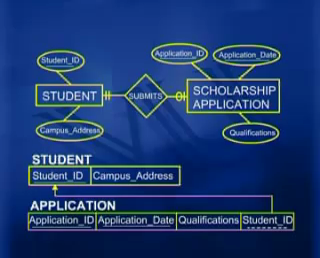 Application_ID
Application_Date
Student_ID
STUDENT
SUBMITS
SCHOLARSHIP
APPLICATION
Campus_Address
Qualifications
STUDENT
Student_ID Campus_Address
APPLICATION
Application_ID Application_Date Qualifications Student_ID